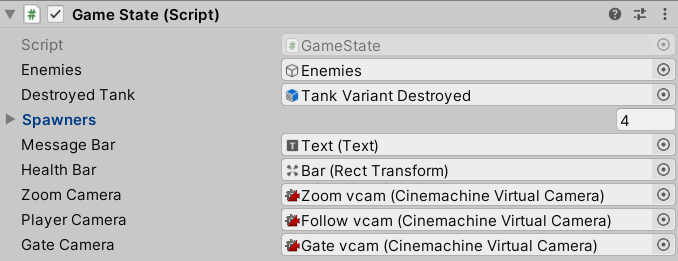 # Game State (Script)
Script # GameState
Enemies Enemies
Destroyed Tank Tank Variant Destroyed
Spawners 4
Message Bar T Text (Text)
Health Bar Bar (Rect Transform)
Zoom Camera Zoom vcam (Cinemachine Virtual Camera)
Player Camera Follow vcam (Cinemachine Virtual Camera)
Gate Camera Gate vcam (Cinemachine Virtual Camera)